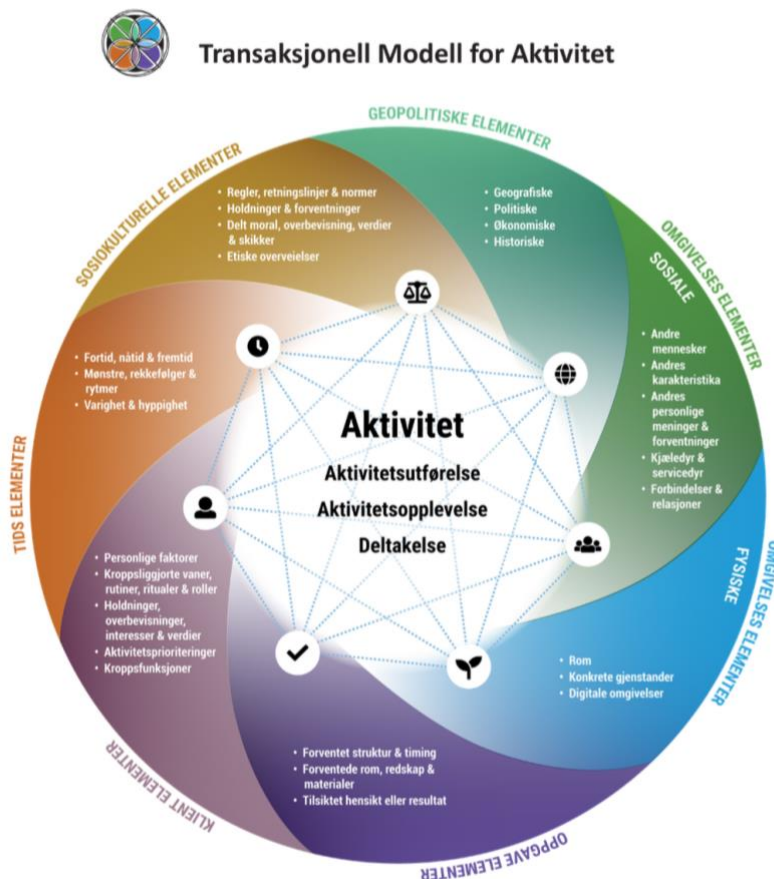 Transaksjonell Modell for Aktivitet
GEOPOLITISKE ELEMENTER
• Geografiske
• Politiske
• Økonomiske
• Historiske
SOSIOKULTURELLE ELEMENTER
• Regler, retningslinjer & normer
• Holdninger & forventninger
• Delt moral, overbevisning, verdier
& skikker
• Etiske overveielser
OMGIVELSES ELEMENTER
SOSIALE
• Andre
mennesker
• Andres
karakteristika
• Andres
personlige
meninger &
forventninger
• Kjæledyr &
servicedyr
• Forbindelser &
relasjoner
TIDS ELEMENTER
• Fortid, nåtid & fremtid
• Mønstre, rekkefølger &
rytmer
• Varighet & hyppighet
Aktivitet
Aktivitetsutførelse
Aktivitetsopplevelse
Deltakelse
OMGIVELSES ELEMENTER
FYSISKE
• Rom
• Konkrete gjenstander
• Digitale omgivelser
KLIENT ELEMENTER
• Personlige faktorer
• Kroppsliggjorte vaner,
rutiner, ritualer & roller
• Holdninger,
overbevisninger,
interesser & verdier
• Aktivitetsprioriteringer
• Kroppsfunksjoner
OPPGAVE ELEMENTER
• Forventet struktur & timing
• Forventede rom, redskap &
materialer
• Tilsiktet hensikt eller resultat